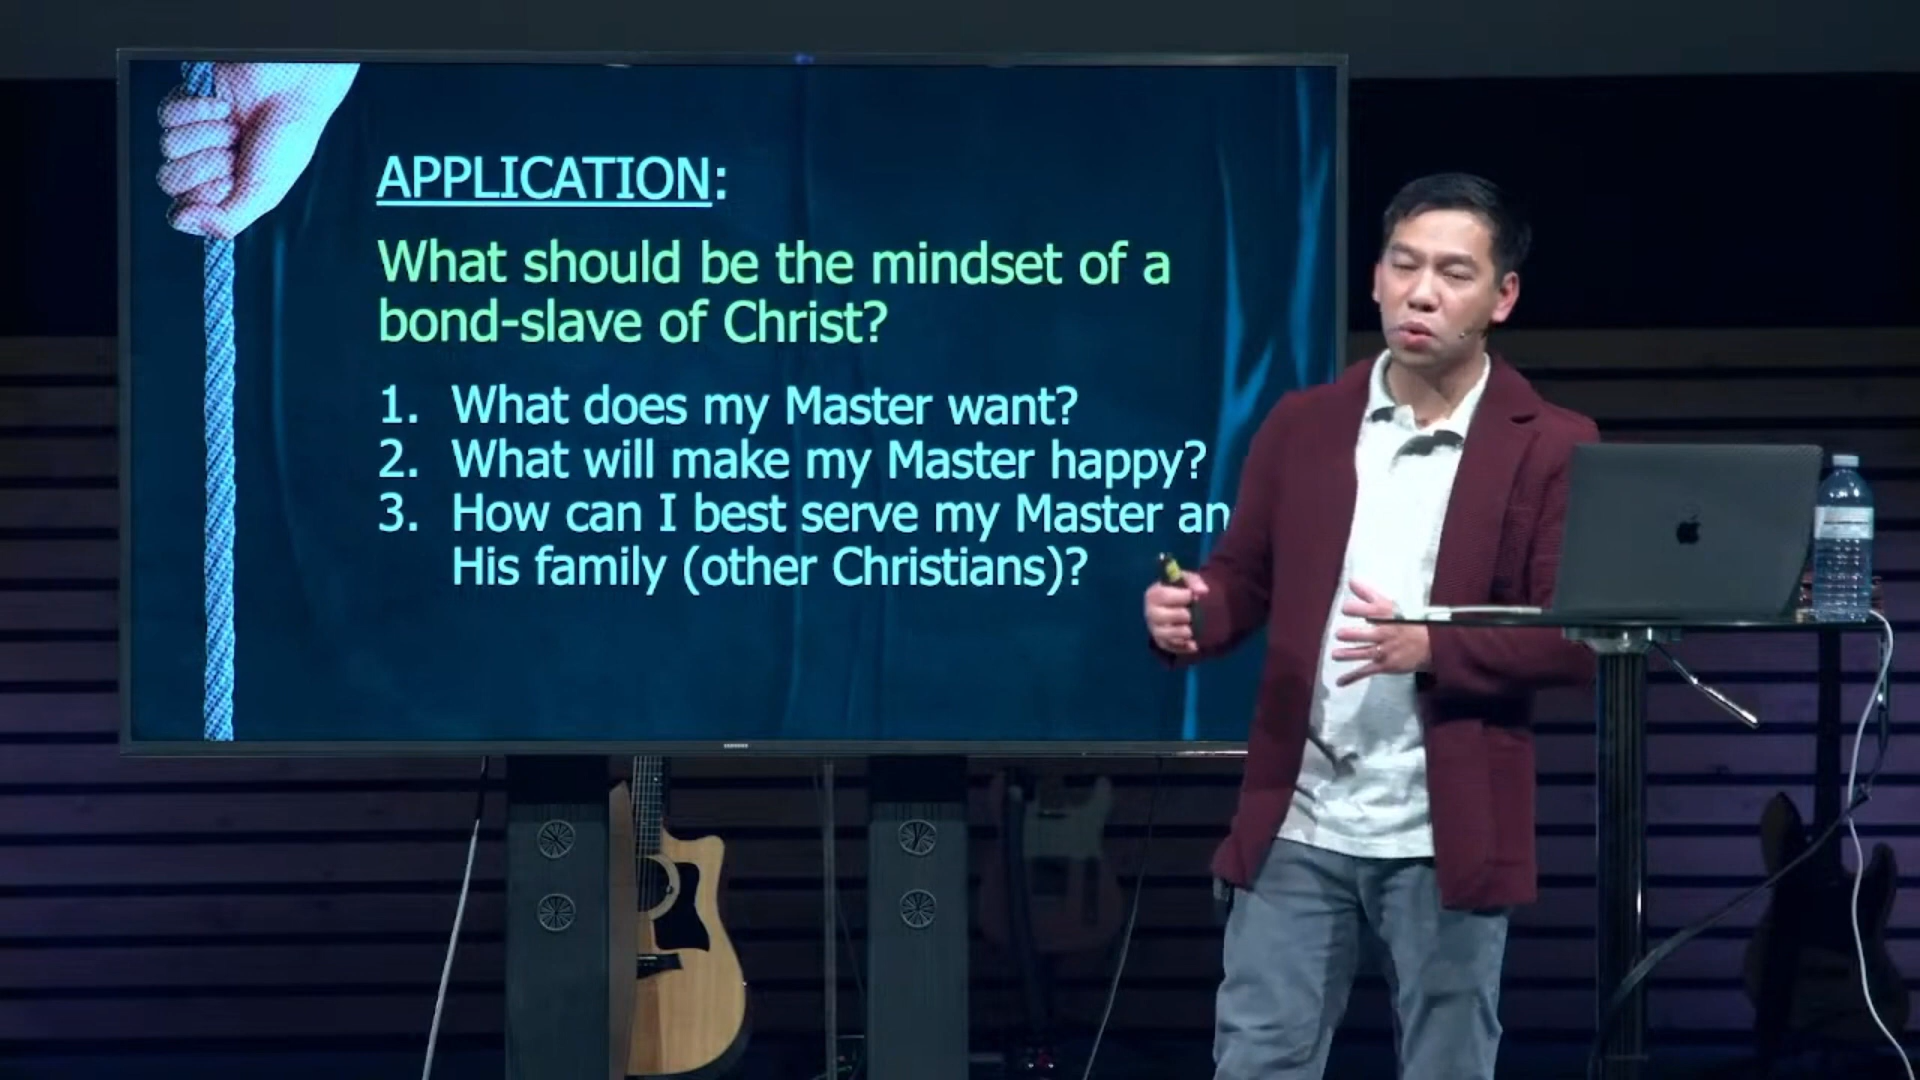 APPLICATION:
What should be the mindset of a
bond-slave of Christ?
1. What does my Master want?
2. What will make my Master happy?
3. How can I best serve my Master an
His family (other Christians)?
SAMSUNG